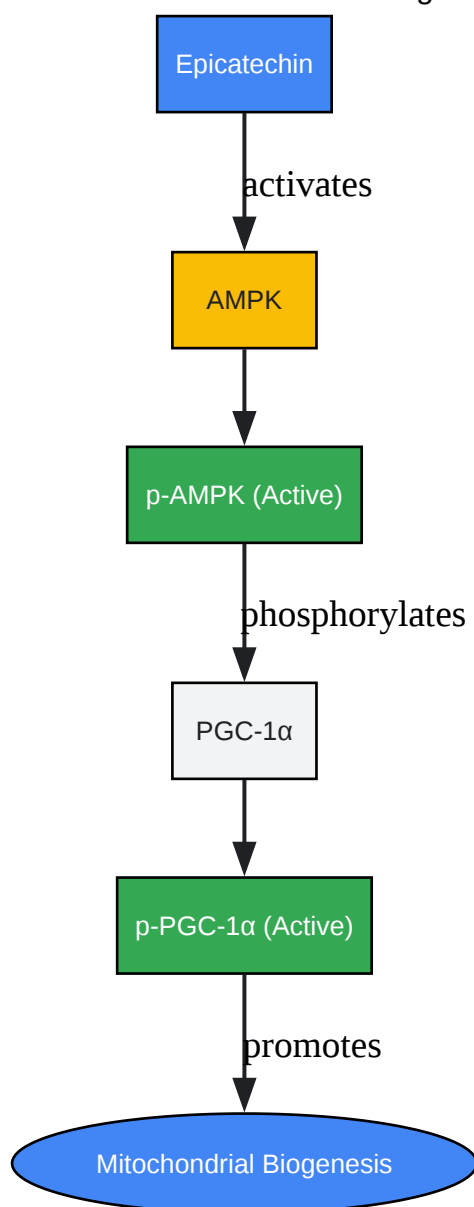 Epicatechin
activates
AMPK
p-AMPK (Active)
phosphorylates
PGC-1α
p-PGC-1α (Active)
promotes
Mitochondrial Biogenesis